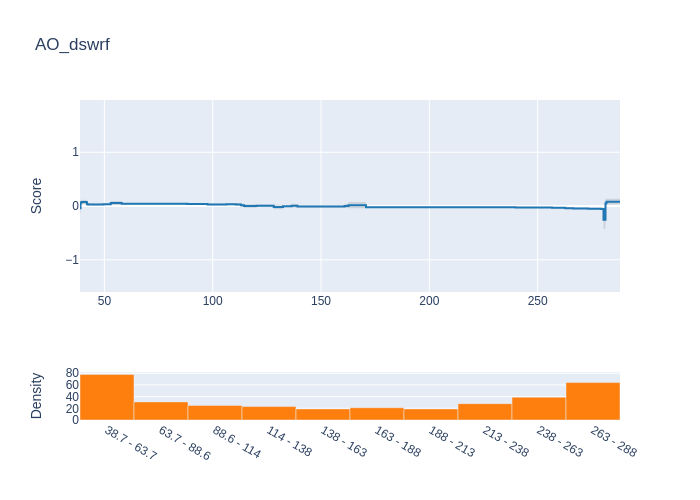 AO_dswrf
Score
1
0
−1
50 100 150 200 250
Density
80
60
40
20
0
38.7 - 63.7
63.7 - 88.6
88.6 - 114
114 - 138
138 - 163
163 - 188
188 - 213
213 - 238
238 - 263
263 - 288